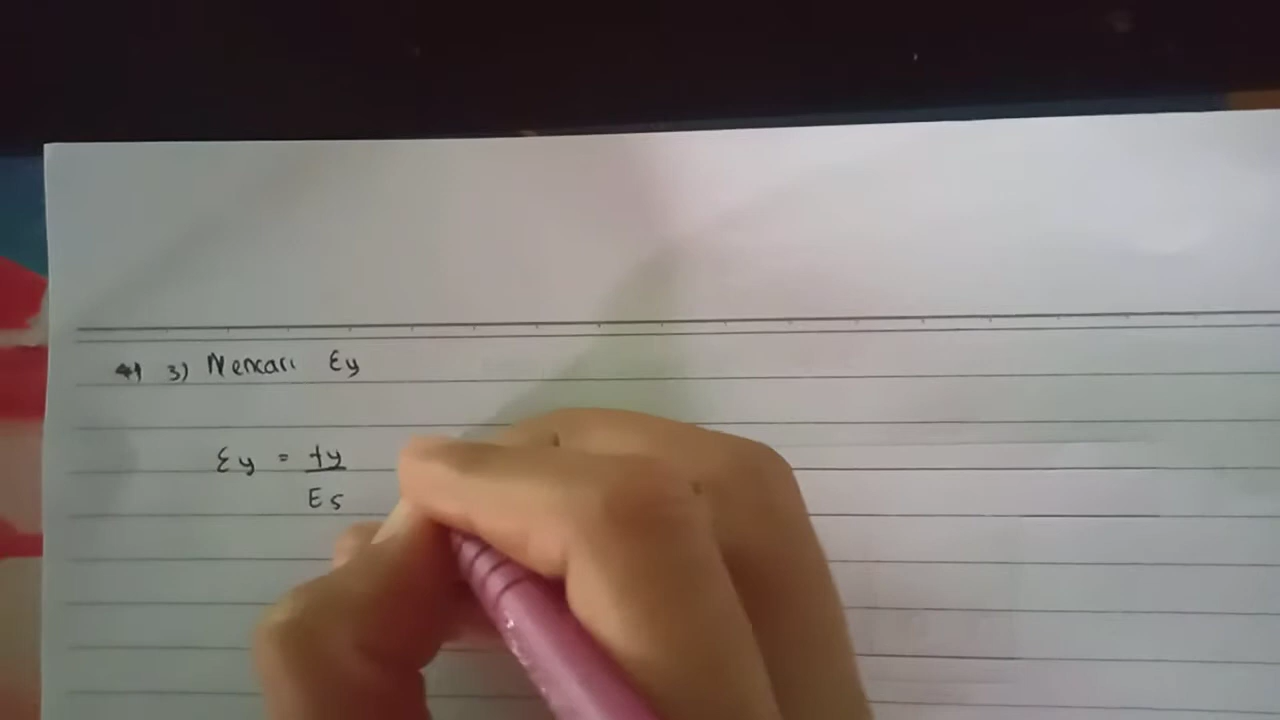 3) Mencari εy
εy = fy
Es